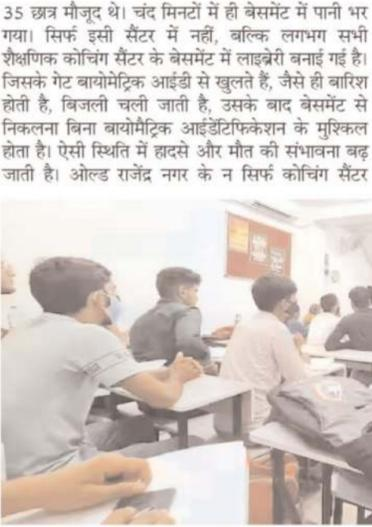 35 छात्र मौजूद थे। चंद मिनटों में ही बेसमेंट में पानी भर
गया। सिर्फ इसी सैंटर में नहीं, बल्कि लगभग सभी
शैक्षणिक कोचिंग सैंटर के बेसमेंट में लाइब्रेरी बनाई गई है।
जिसके गेट बायोमेट्रिक आईडी से खुलते हैं, जैसे ही बारिश
होती है, बिजली चली जाती है, उसके बाद बेसमेंट से
निकलना बिना बायोमैट्रिक आईडेंटिफिकेशन के मुश्किल
होता है। ऐसी स्थिति में हादसे और मौत की संभावना बढ़
जाती है। ओल्ड राजेंद्र नगर के न सिर्फ कोचिंग सैंटर